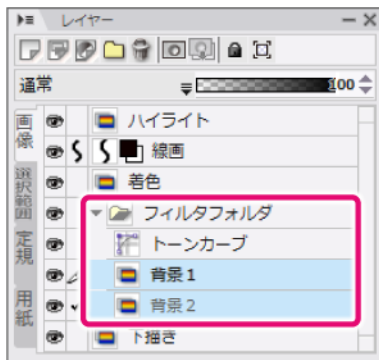 レイヤー
通常 100
画像
選択範囲
定規
用紙
ハイライト
線画
着色
フィルタフォルダ
トーンカーブ
背景1
背景2
下描き